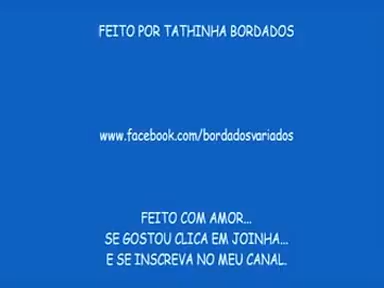 FEITO POR TATHINHA BORDADOS
www.facebook.com/bordadosvariados
FEITO COM AMOR...
SE GOSTOU CLICA EM JOINHA...
E SE INSCREVA NO MEU CANAL.